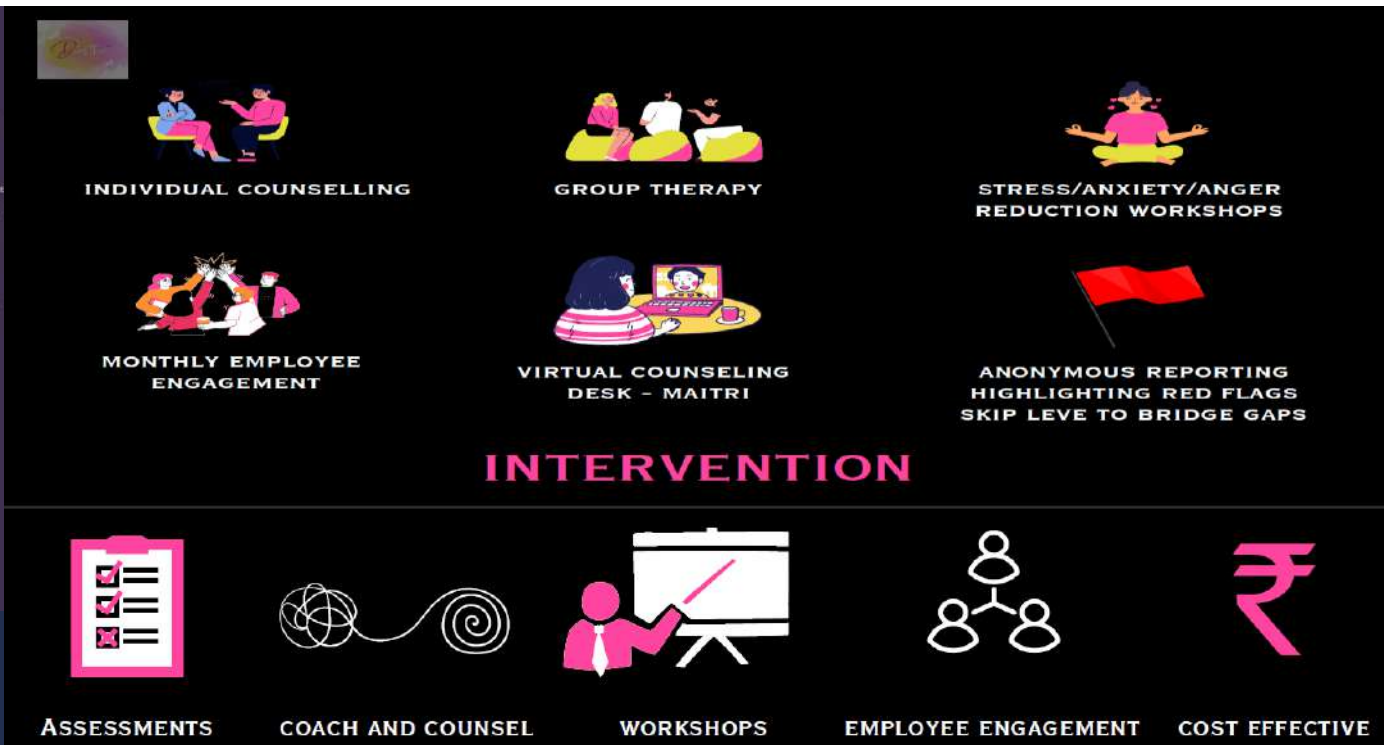 INDIVIDUAL COUNSELLING
GROUP THERAPY
STRESS/ANXIETY/ANGER
REDUCTION WORKSHOPS
MONTHLY EMPLOYEE
ENGAGEMENT
VIRTUAL COUNSELING
DESK - MAITRI
ANONYMOUS REPORTING
HIGHLIGHTING RED FLAGS
SKIP LEVE TO BRIDGE GAPS
INTERVENTION
ASSESSMENTS
COACH AND COUNSEL
WORKSHOPS
EMPLOYEE ENGAGEMENT
COST EFFECTIVE